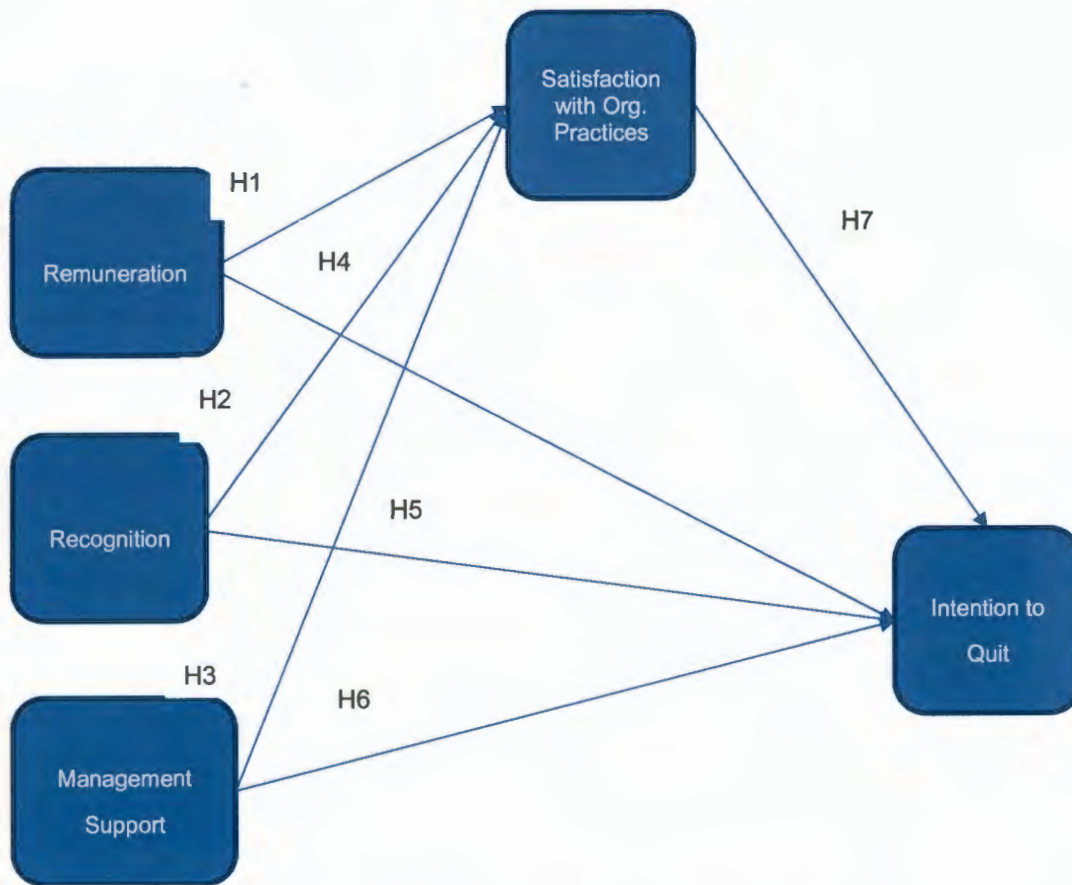 Satisfaction
with Org.
Practices
H1
H7
H4
Remuneration
H2
H5
Recognition
Intention to
Quit
H3
H6
Management
Support